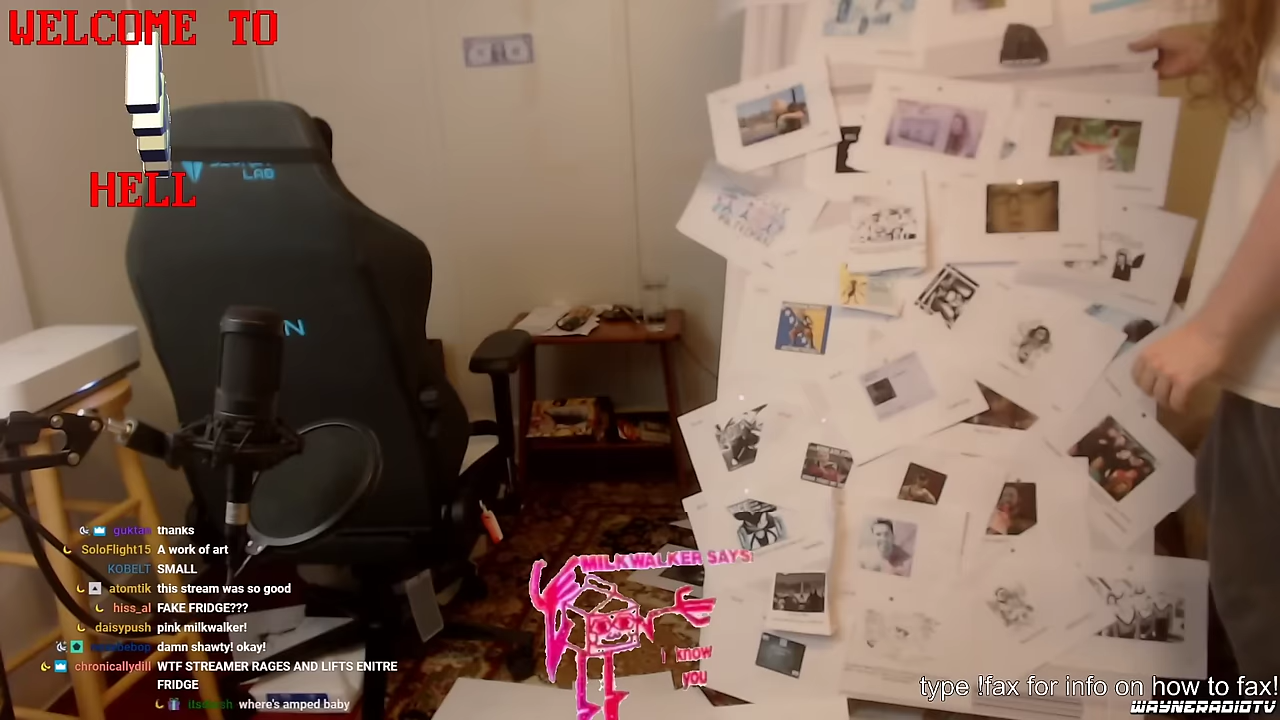 WELCOME TO
HELL
LAB
N
guktan thanks
SoloFlight15 A work of art
KOBELT SMALL
atomtik this stream was so good
hiss_al FAKE FRIDGE???
daisypush pink milkwalker!
damn shawty! okay!
chronicallydill WTF STREAMER RAGES AND LIFTS ENITRE
FRIDGE
where's amped baby
MILKWALKER SAYS:
I KNOW
YOU
type !fax for info on how to fax!
WAYNERADIOTV